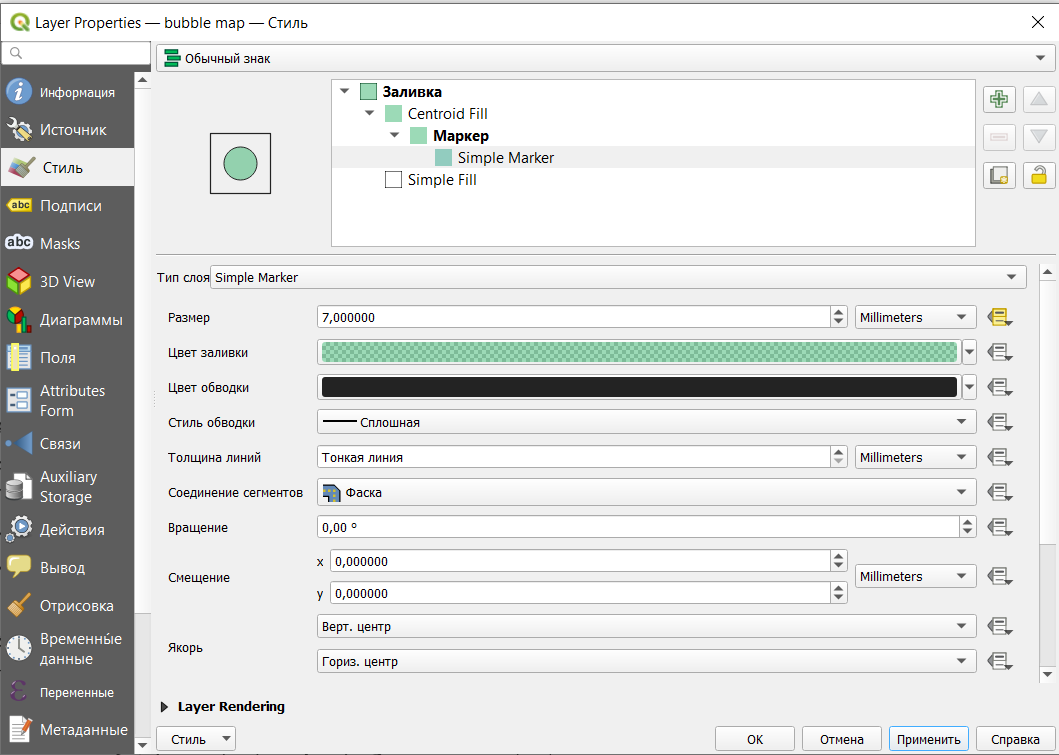 Layer Properties — bubble map — Стиль
Обычный знак
Информация
Источник
Стиль
abc Подписи
abc Masks
3D View
Диаграммы
Поля
Attributes
Form
Связи
Auxiliary
Storage
Действия
Вывод
Отрисовка
Временны́е
данные
Переменные
Метаданные
Заливка
Centroid Fill
Маркер
Simple Marker
Simple Fill
Тип слоя Simple Marker
Размер 7,000000 Millimeters
Цвет заливки
Цвет обводки
Стиль обводки Сплошная
Толщина линий Тонкая линия Millimeters
Соединение сегментов Фаска
Вращение 0,00 °
Смещение x 0,000000 Millimeters
y 0,000000
Якорь Верт. центр
Гориз. центр
Layer Rendering
Стиль OK Отмена Применить Справка